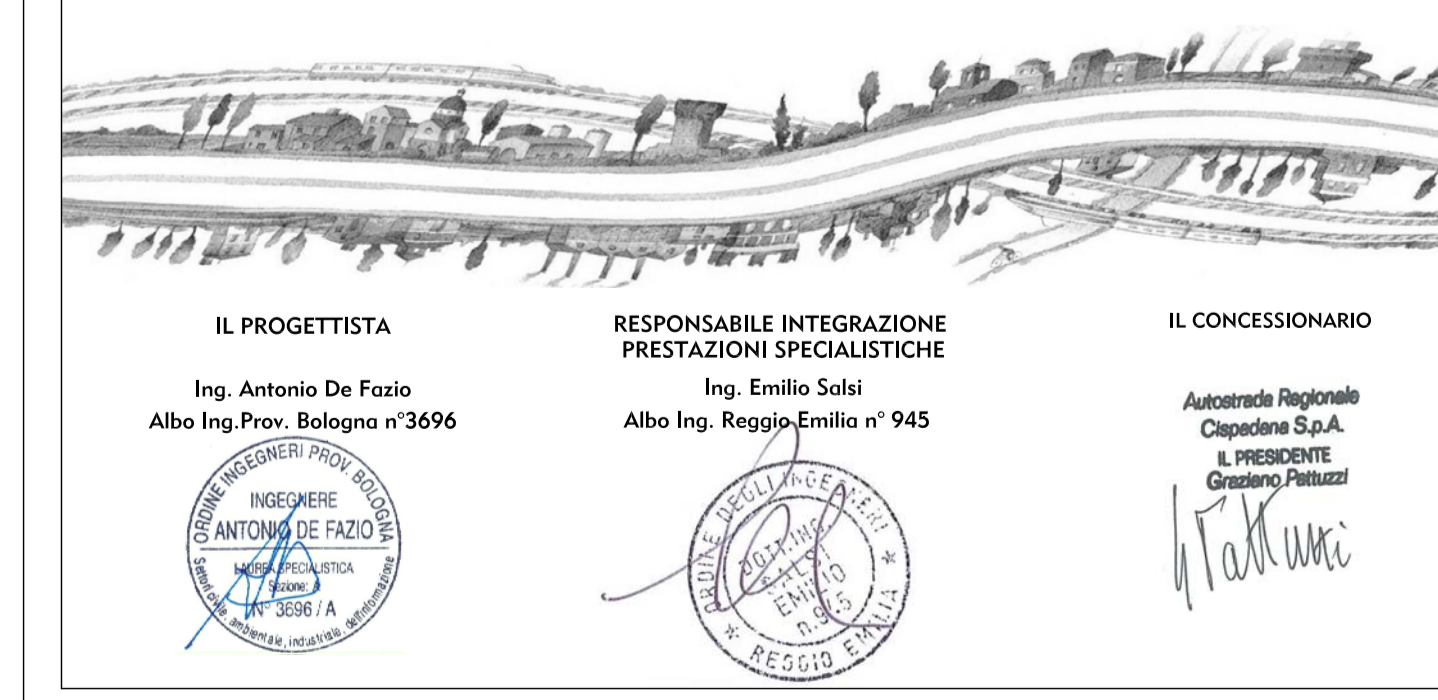 IL PROGETTISTA
Ing. Antonio De Fazio
Albo Ing.Prov. Bologna n°3696
ORDINE INGEGNERI PROV. BOLOGNA
INGEGNERE
ANTONIO DE FAZIO
LAUREA SPECIALISTICA
Sezione: A
N° 3696 / A
Settori civile, ambientale, industriale, dell'informazione
RESPONSABILE INTEGRAZIONE
PRESTAZIONI SPECIALISTICHE
Ing. Emilio Salsi
Albo Ing. Reggio Emilia n° 945
ORDINE DEGLI INGEGNERI
DOTT. ING.
SALSI
EMILIO
n. 945
* REGGIO EMILIA *
IL CONCESSIONARIO
Autostrada Regionale
Cispadana S.p.A.
IL PRESIDENTE
Graziano Pattuzzi
G Pattuzzi